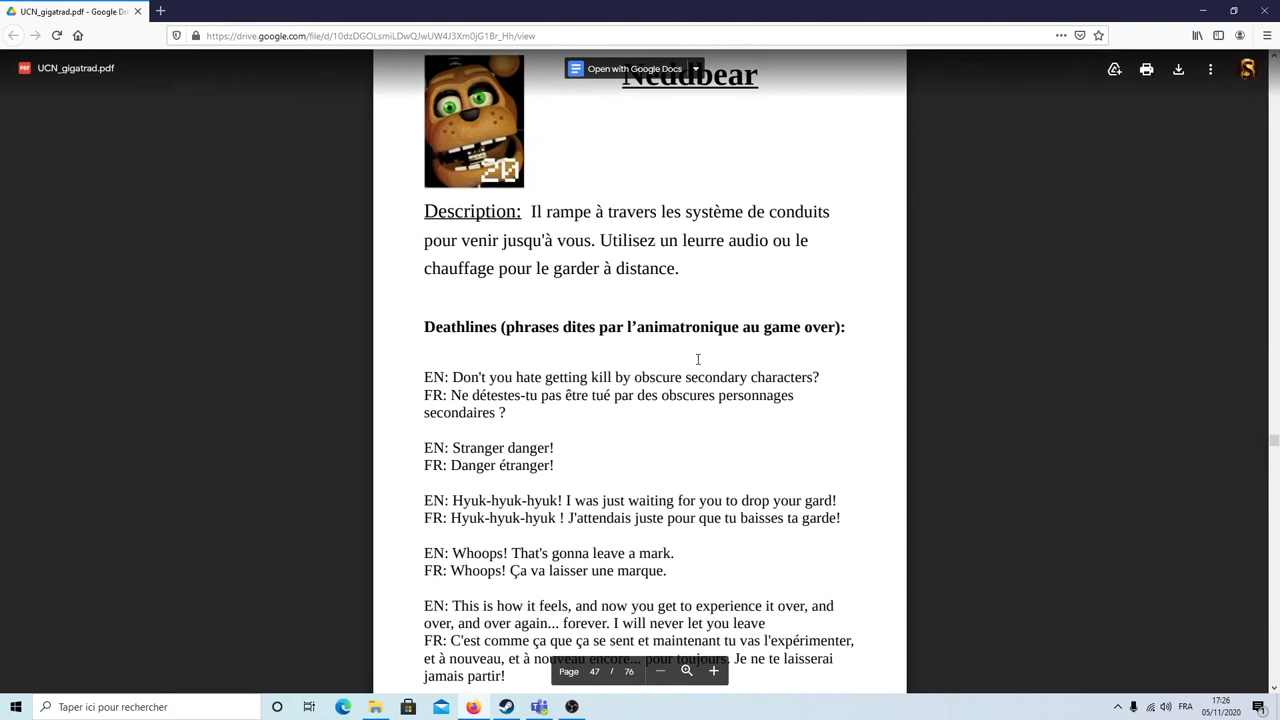 UCN_gigatrad.pdf - Google Dri
https://drive.google.com/file/d/10dzDGOLsmiLDwQJwUW4J3Xm0jG1Br_Hh/view
UCN_gigatrad.pdf
Open with Google Docs
Neddbear
20
Description: Il rampe à travers les système de conduits
pour venir jusqu'à vous. Utilisez un leurre audio ou le
chauffage pour le garder à distance.
Deathlines (phrases dites par l’animatronique au game over):
EN: Don't you hate getting kill by obscure secondary characters?
FR: Ne détestes-tu pas être tué par des obscures personnages
secondaires ?
EN: Stranger danger!
FR: Danger étranger!
EN: Hyuk-hyuk-hyuk! I was just waiting for you to drop your gard!
FR: Hyuk-hyuk-hyuk ! J'attendais juste pour que tu baisses ta garde!
EN: Whoops! That's gonna leave a mark.
FR: Whoops! Ça va laisser une marque.
EN: This is how it feels, and now you get to experience it over, and
over, and over again... forever. I will never let you leave
FR: C'est comme ça que ça se sent et maintenant tu vas l'expérimenter,
et à nouveau, et à nouveau encore... pour toujours. Je ne te laisserai
jamais partir!
Page 47 / 76
Taper ici pour rechercher
FRA
17:26
05/11/2020